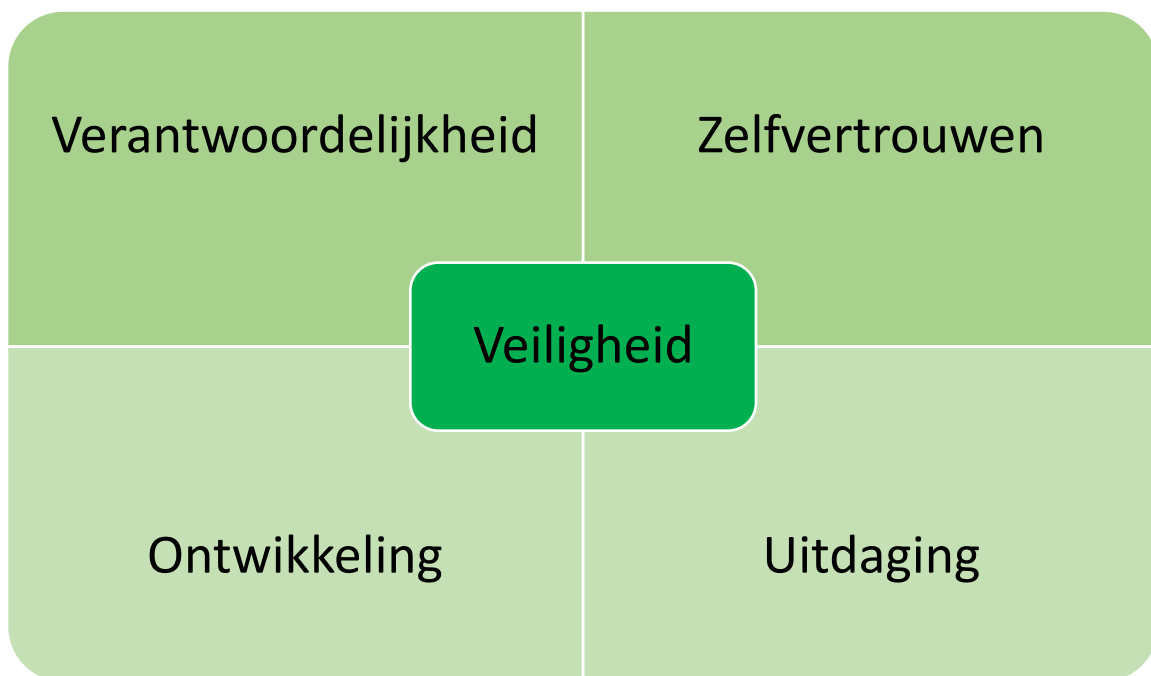 Verantwoordelijkheid
Zelfvertrouwen
Veiligheid
Ontwikkeling
Uitdaging